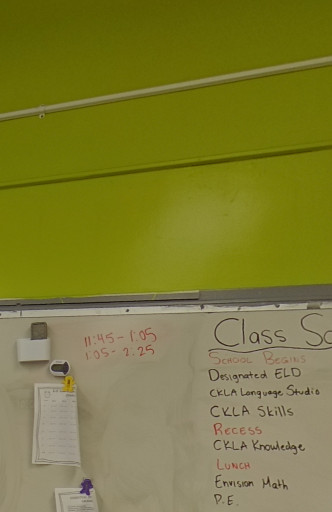 11:45 - 1:05
1:05 - 2:25
Class Sc
School Begins
Designated ELD
CKLA Language Studio
CKLA Skills
Recess
CKLA Knowledge
Lunch
Envision Math
P.E.